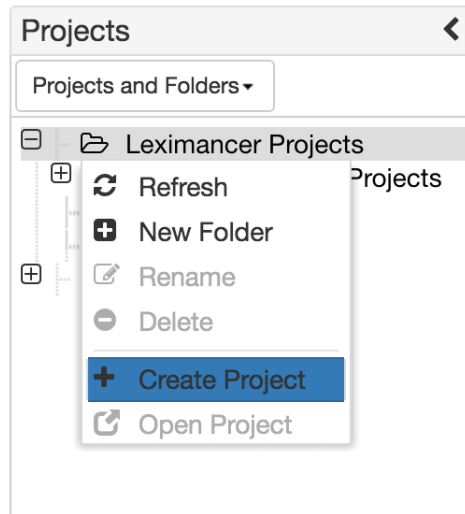 Projects
Projects and Folders
Leximancer Projects
Projects
Refresh
New Folder
Rename
Delete
Create Project
Open Project